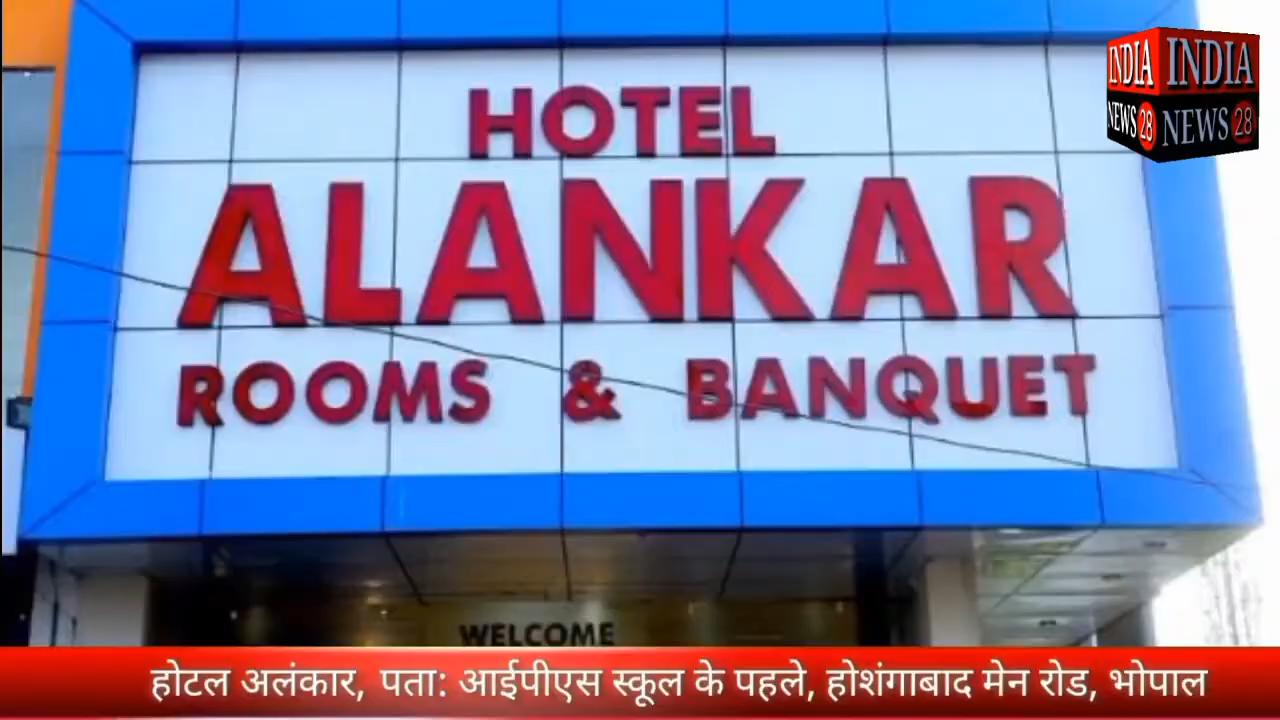 HOTEL
ALANKAR
ROOMS & BANQUET
INDIA INDIA
NEWS 28 NEWS 28
WELCOME
होटल अलंकार, पता: आईपीएस स्कूल के पहले, होशंगाबाद मेन रोड, भोपाल